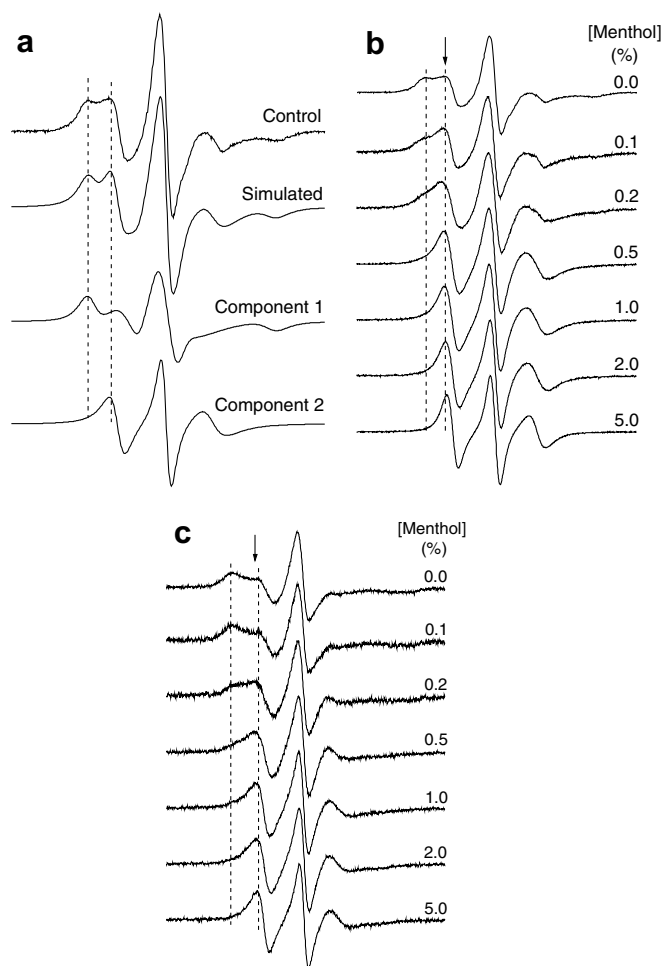 a
Control
Simulated
Component 1
Component 2
b
[Menthol]
(%)
0.0
0.1
0.2
0.5
1.0
2.0
5.0
c
[Menthol]
(%)
0.0
0.1
0.2
0.5
1.0
2.0
5.0